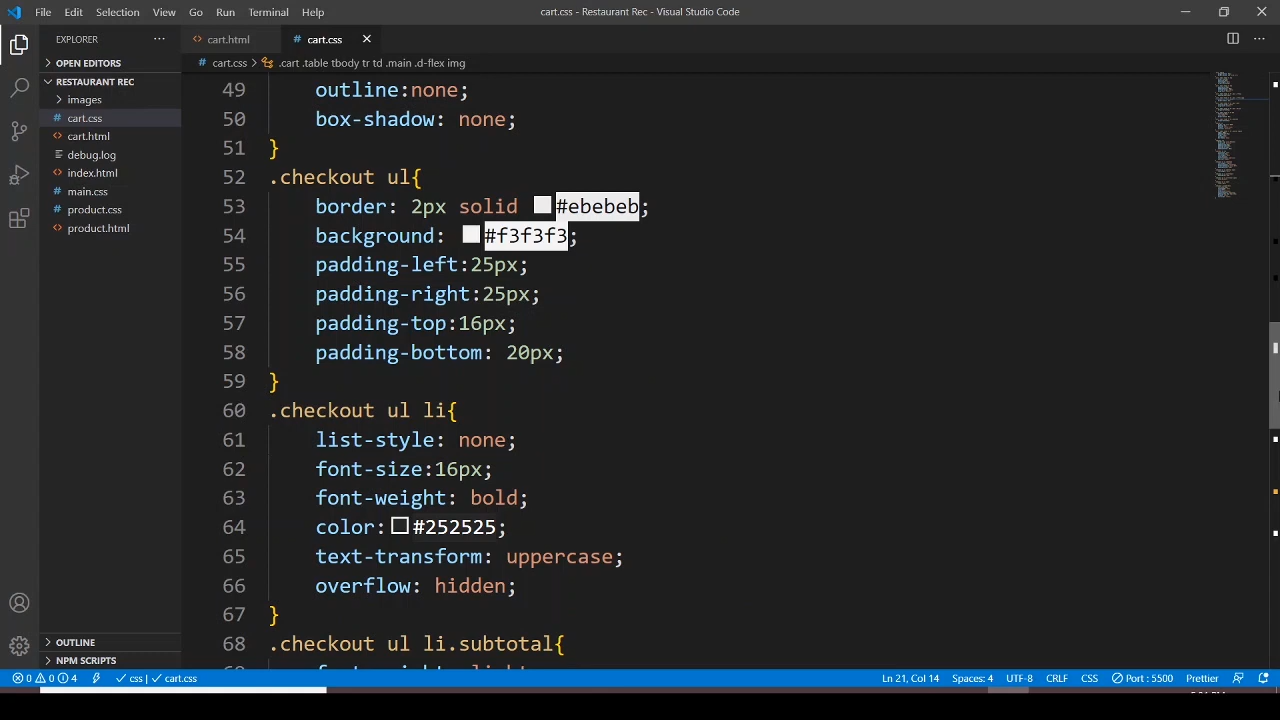 File Edit Selection View Go Run Terminal Help cart.css - Restaurant Rec - Visual Studio Code
EXPLORER
OPEN EDITORS
RESTAURANT REC
images
cart.css
cart.html
debug.log
index.html
main.css
product.css
product.html
OUTLINE
NPM SCRIPTS
cart.html cart.css
cart.css > .cart .table tbody tr td .main .d-flex img
49 outline:none;
50 box-shadow: none;
51 }
52 .checkout ul{
53 border: 2px solid #ebebeb;
54 background: #f3f3f3;
55 padding-left:25px;
56 padding-right:25px;
57 padding-top:16px;
58 padding-bottom: 20px;
59 }
60 .checkout ul li{
61 list-style: none;
62 font-size:16px;
63 font-weight: bold;
64 color:#252525;
65 text-transform: uppercase;
66 overflow: hidden;
67 }
68 .checkout ul li.subtotal{
0 0 4 css | cart.css Ln 21, Col 14 Spaces: 4 UTF-8 CRLF CSS Port : 5500 Prettier